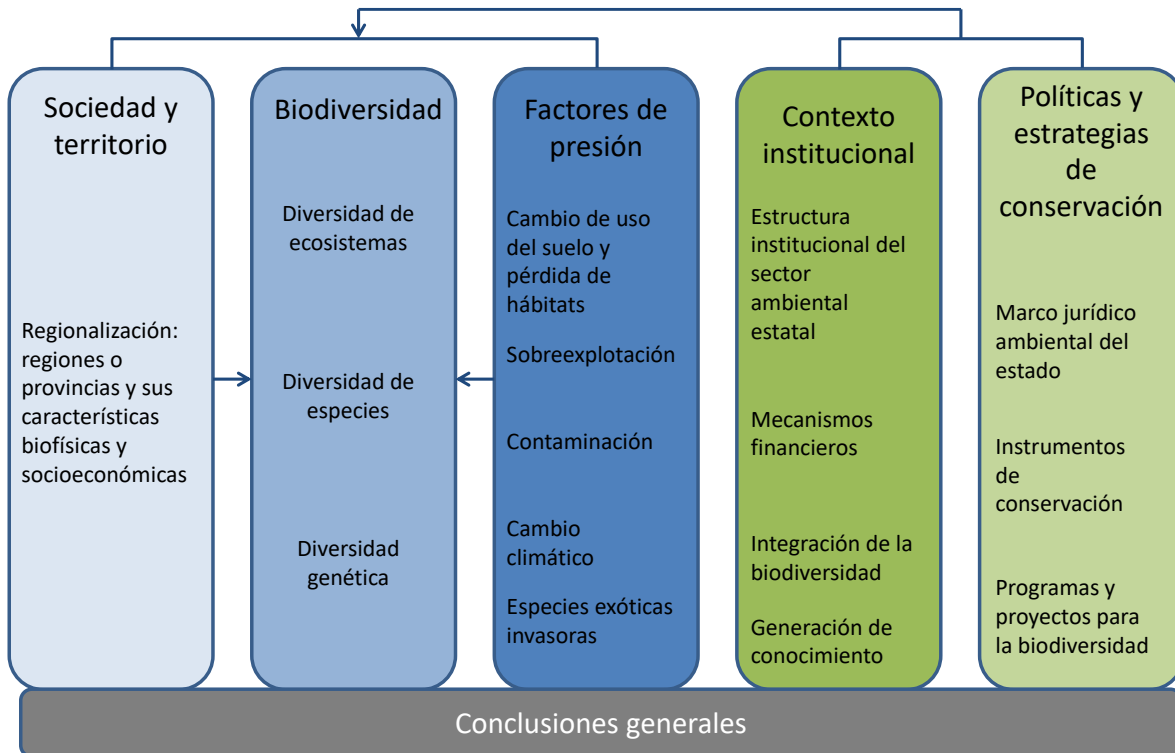 Sociedad y
territorio
Regionalización:
regiones o
provincias y sus
características
biofísicas y
socioeconómicas
Biodiversidad
Diversidad de
ecosistemas
Diversidad de
especies
Diversidad
genética
Factores de
presión
Cambio de uso
del suelo y
pérdida de
hábitats
Sobreexplotación
Contaminación
Cambio
climático
Especies exóticas
invasoras
Contexto
institucional
Estructura
institucional del
sector
ambiental
estatal
Mecanismos
financieros
Integración de la
biodiversidad
Generación de
conocimiento
Políticas y
estrategias
de
conservación
Marco jurídico
ambiental del
estado
Instrumentos
de
conservación
Programas y
proyectos para
la biodiversidad
Conclusiones generales